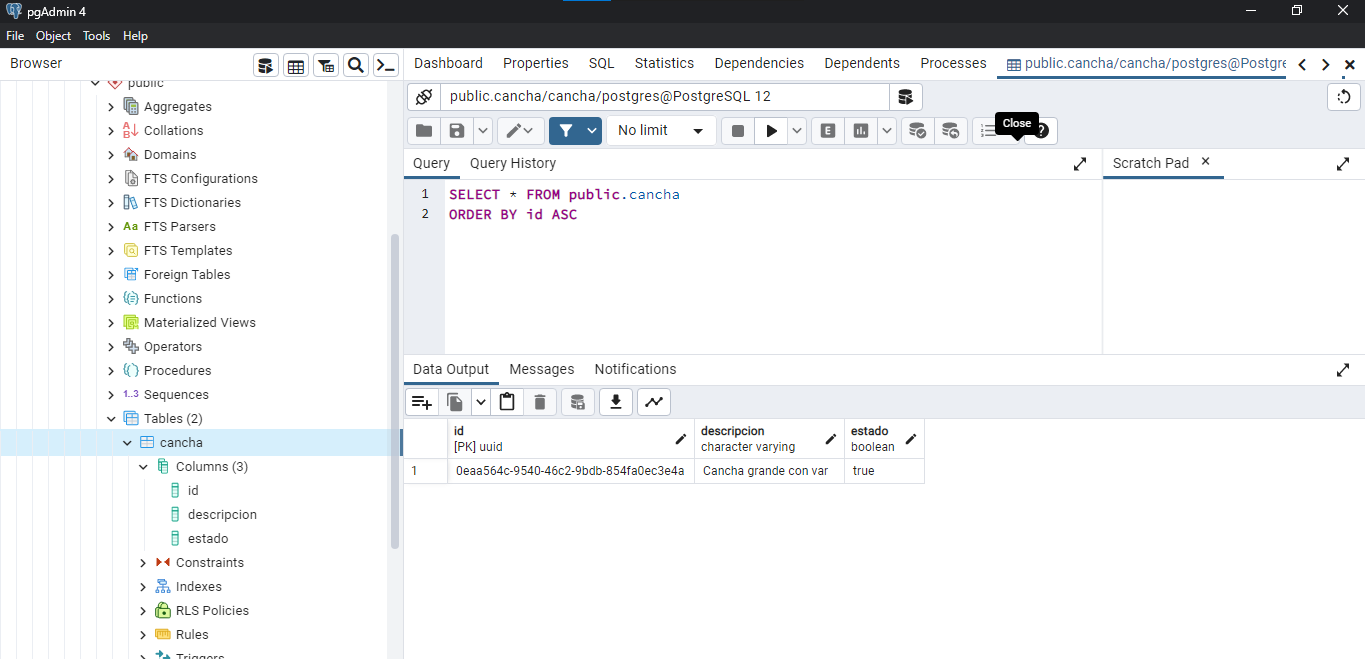 pgAdmin 4
File Object Tools Help
Browser
Dashboard Properties SQL Statistics Dependencies Dependents Processes public.cancha/cancha/postgres@Postgre
public
Aggregates
Collations
Domains
FTS Configurations
FTS Dictionaries
Aa FTS Parsers
FTS Templates
Foreign Tables
Functions
Materialized Views
Operators
Procedures
1..3 Sequences
Tables (2)
cancha
Columns (3)
id
descripcion
estado
Constraints
Indexes
RLS Policies
Rules
Triggers
public.cancha/cancha/postgres@PostgreSQL 12
No limit
E
Close
?
Query Query History
Scratch Pad
1 SELECT * FROM public.cancha
2 ORDER BY id ASC
Data Output Messages Notifications
id descripcion estado
[PK] uuid character varying boolean
1 0eaa564c-9540-46c2-9bdb-854fa0ec3e4a Cancha grande con var true